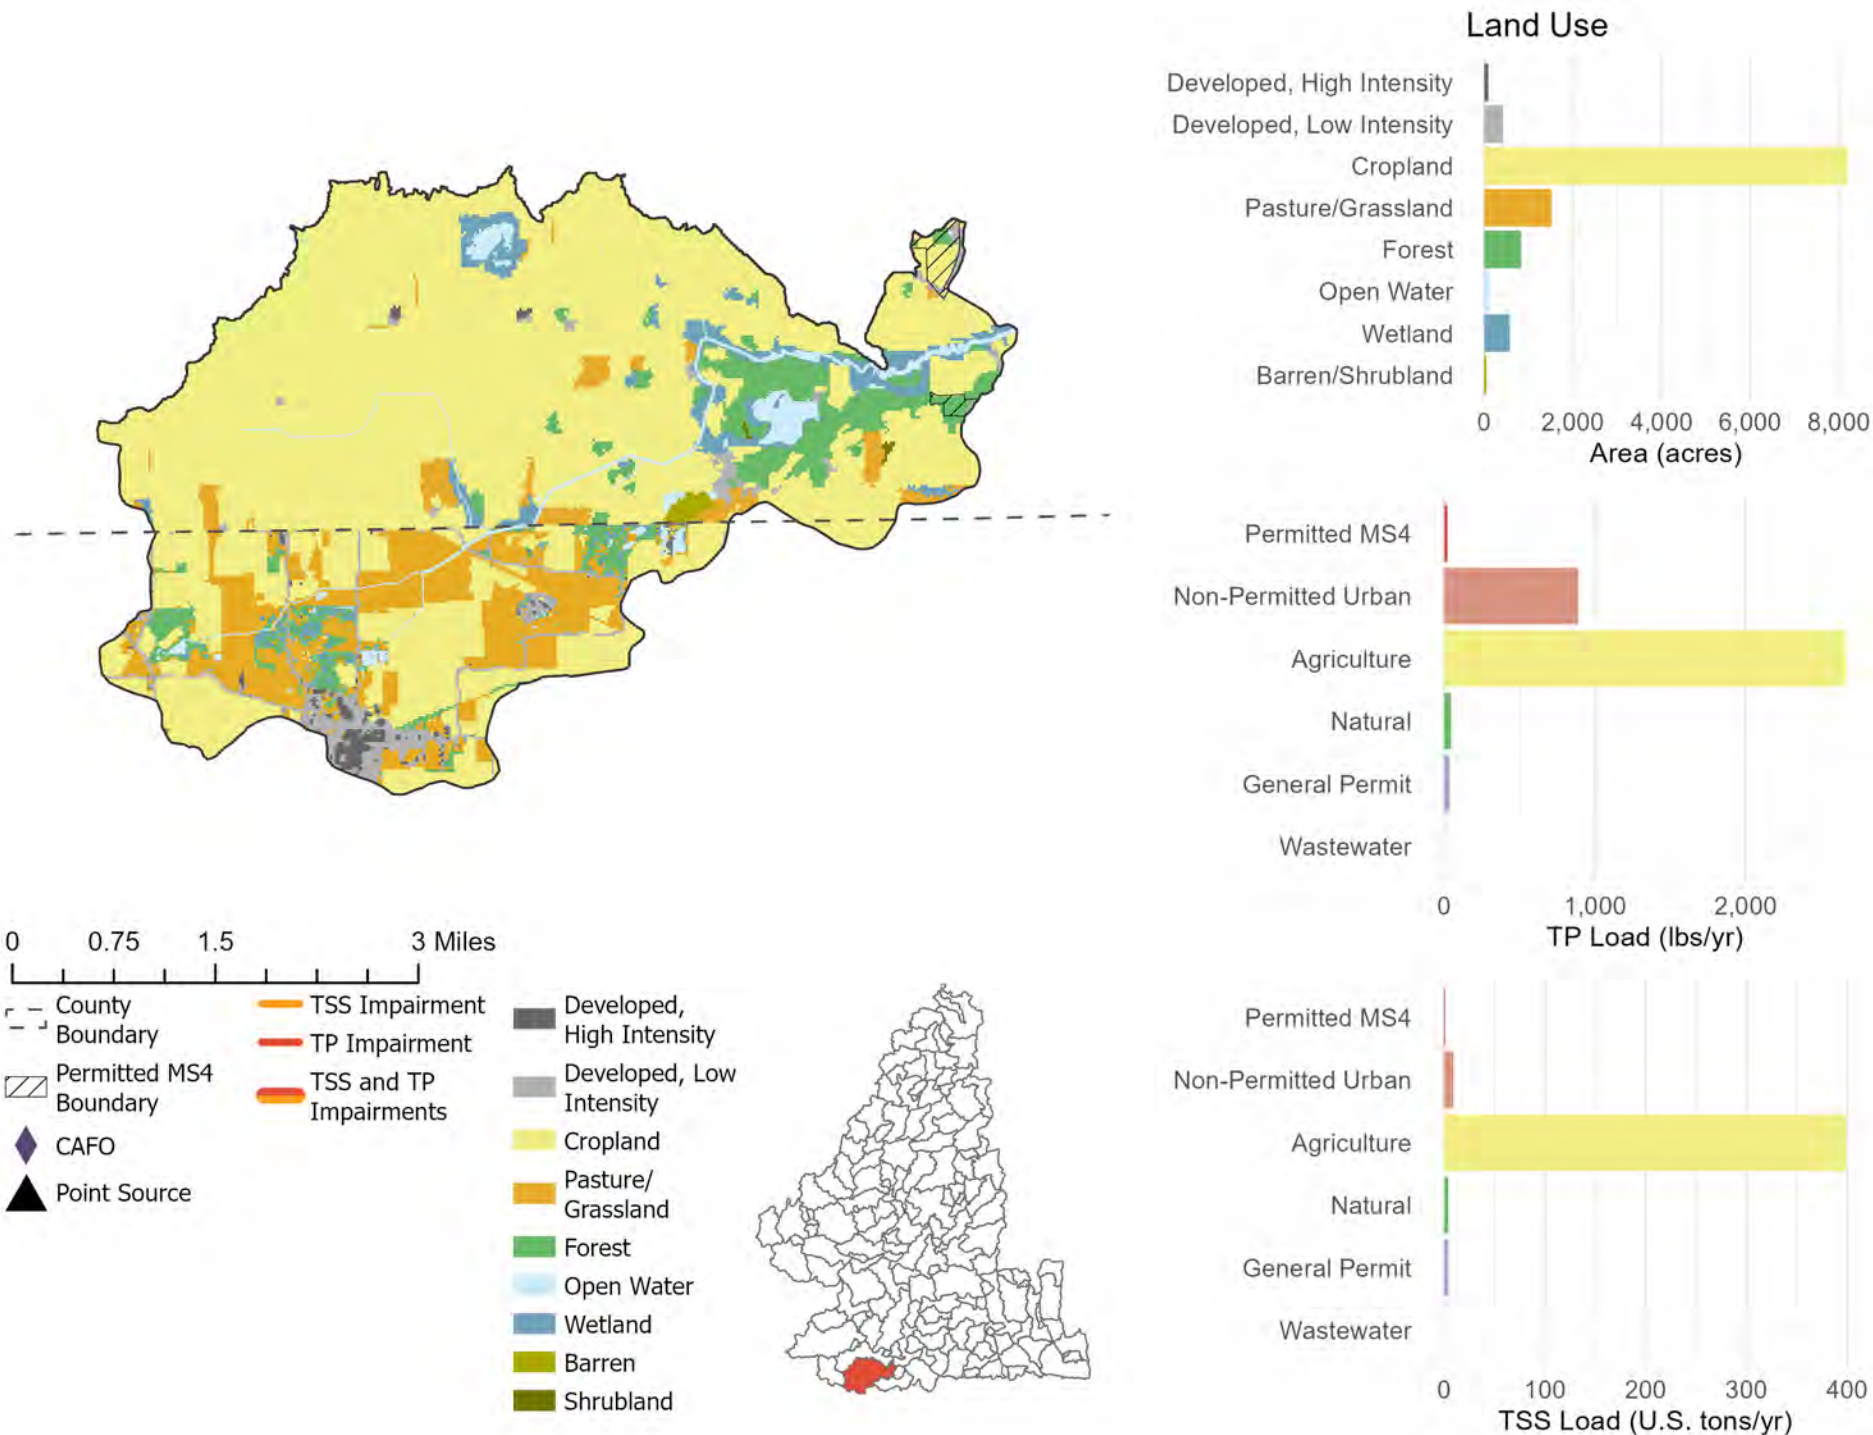 Land Use
Developed, High Intensity
Developed, Low Intensity
Cropland
Pasture/Grassland
Forest
Open Water
Wetland
Barren/Shrubland
0 2,000 4,000 6,000 8,000
Area (acres)
Permitted MS4
Non-Permitted Urban
Agriculture
Natural
General Permit
Wastewater
0 1,000 2,000
TP Load (lbs/yr)
Permitted MS4
Non-Permitted Urban
Agriculture
Natural
General Permit
Wastewater
0 100 200 300 400
TSS Load (U.S. tons/yr)
0 0.75 1.5 3 Miles
County
Boundary
Permitted MS4
Boundary
CAFO
Point Source
TSS Impairment
TP Impairment
TSS and TP
Impairments
Developed,
High Intensity
Developed, Low
Intensity
Cropland
Pasture/
Grassland
Forest
Open Water
Wetland
Barren
Shrubland